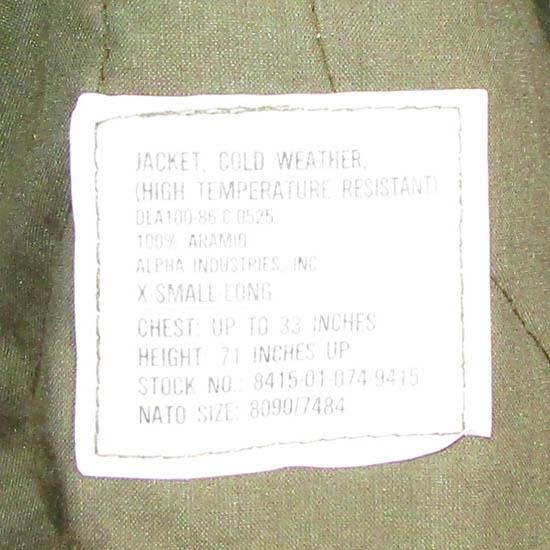 JACKET, COLD WEATHER,
(HIGH TEMPERATURE RESISTANT)
DLA100-86-C-0525
100% ARAMID
ALPHA INDUSTRIES, INC.
X-SMALL-LONG
CHEST: UP TO 33 INCHES
HEIGHT: 71 INCHES UP
STOCK NO.: 8415-01-074-9415
NATO SIZE: 8090/7484